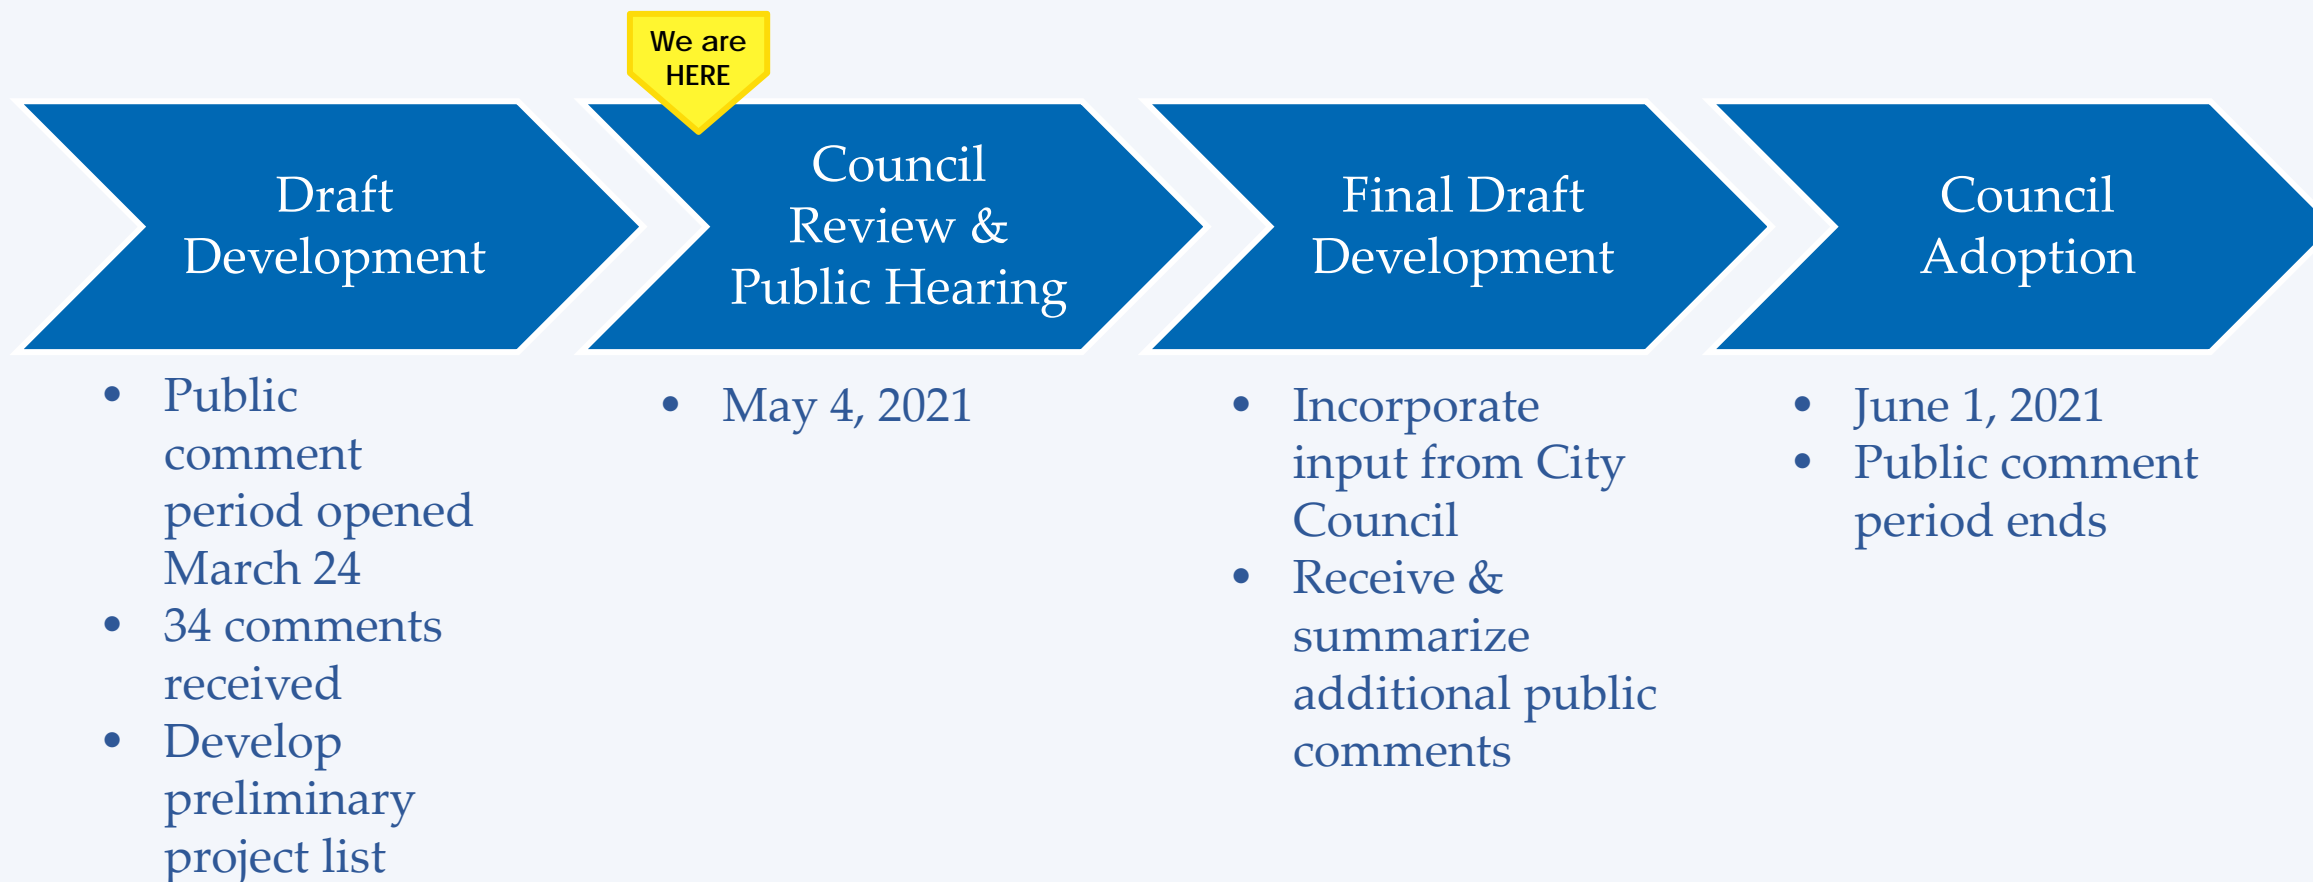 We are
HERE
Draft
Development
Council
Review &
Public Hearing
Final Draft
Development
Council
Adoption
• Public
comment
period opened
March 24
• 34 comments
received
• Develop
preliminary
project list
• May 4, 2021
• Incorporate
input from City
Council
• Receive &
summarize
additional public
comments
• June 1, 2021
• Public comment
period ends